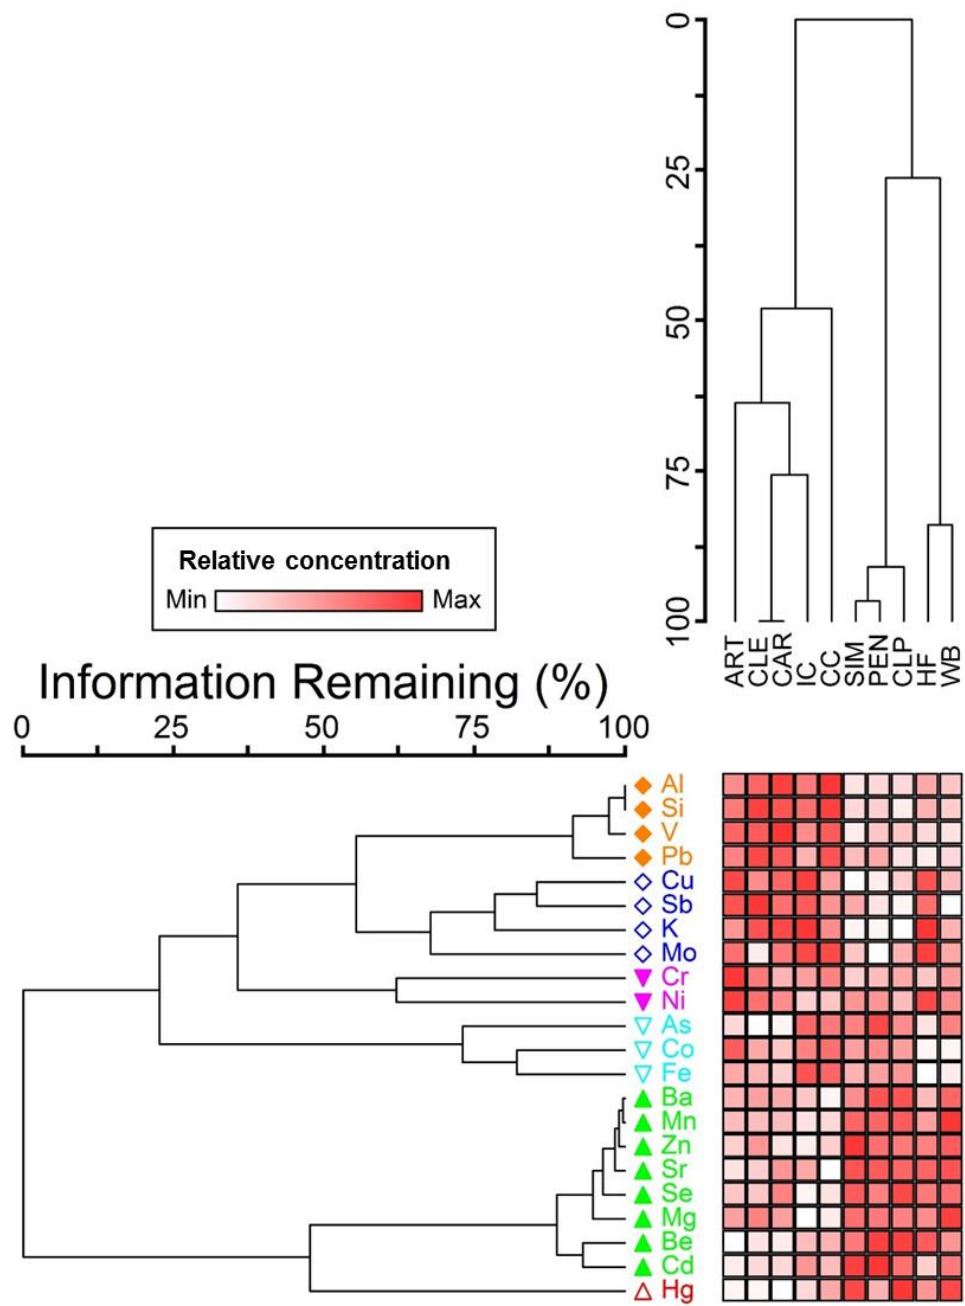 0
25
50
75
100
ART
CLE
CAR
IC
CC
SIM
PEN
CLP
HF
WB
Relative concentration
Min Max
Information Remaining (%)
0 25 50 75 100
Al
Si
V
Pb
Cu
Sb
K
Mo
Cr
Ni
As
Co
Fe
Ba
Mn
Zn
Sr
Se
Mg
Be
Cd
Hg